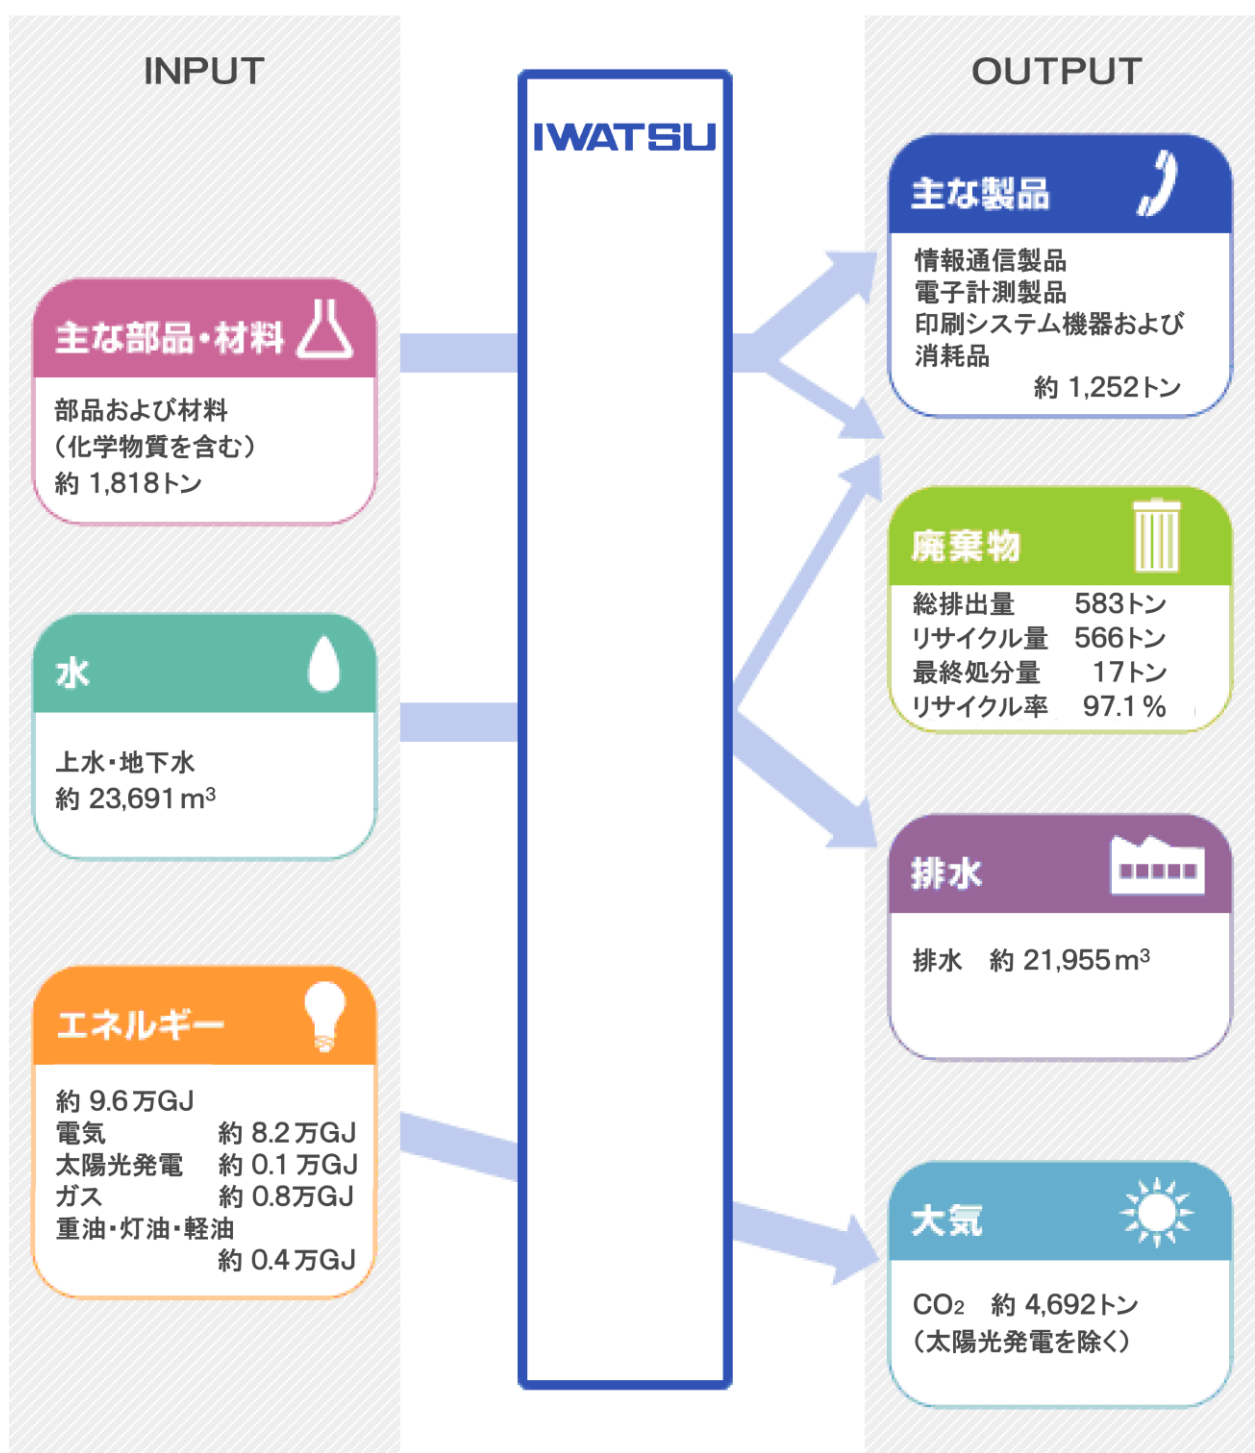 INPUT
主な部品・材料
部品および材料
（化学物質を含む）
約 1,818トン
水
上水・地下水
約 23,691m³
エネルギー
約 9.6万GJ
電気 約 8.2万GJ
太陽光発電 約 0.1万GJ
ガス 約 0.8万GJ
重油・灯油・軽油
約 0.4万GJ
IWATSU
OUTPUT
主な製品
情報通信製品
電子計測製品
印刷システム機器および
消耗品
約 1,252トン
廃棄物
総排出量 583トン
リサイクル量 566トン
最終処分量 17トン
リサイクル率 97.1%
排水
排水 約 21,955m³
大気
CO₂ 約 4,692トン
（太陽光発電を除く）